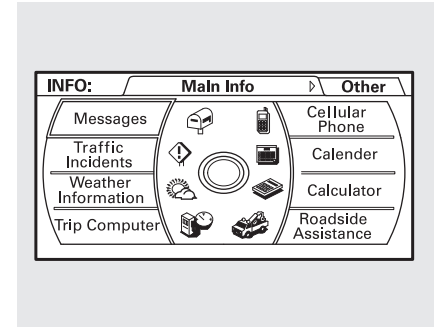 INFO: Main Info Other
Messages
Traffic
Incidents
Weather
Information
Trip Computer
Cellular
Phone
Calender
Calculator
Roadside
Assistance